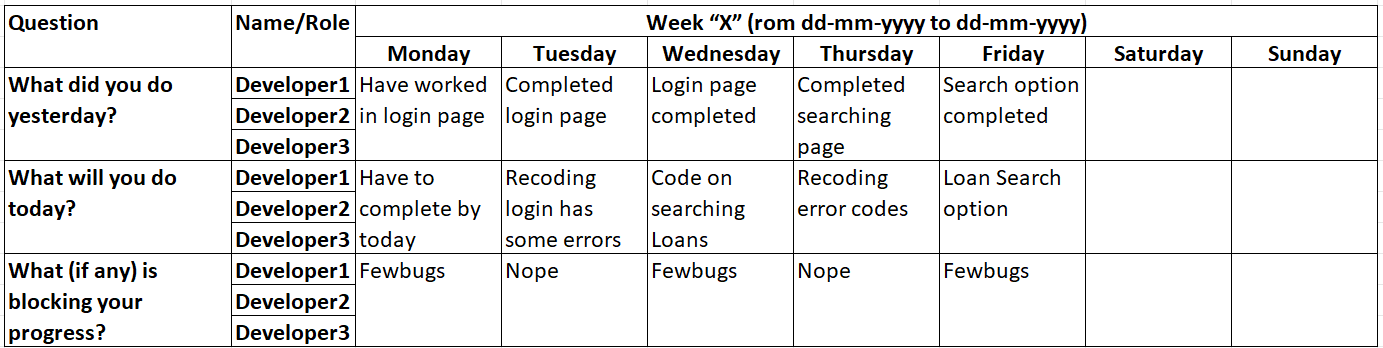 Question Name/Role Week “X” (rom dd-mm-yyyy to dd-mm-yyyy)
Monday Tuesday Wednesday Thursday Friday Saturday Sunday
What did you do Developer1 Have worked Completed Login page Completed Search option
yesterday? Developer2 in login page login page completed searching completed
Developer3 page
What will you do Developer1 Have to Recoding Code on Recoding Loan Search
today? Developer2 complete by login has searching error codes option
Developer3 today some errors Loans
What (if any) is Developer1 Fewbugs Nope Fewbugs Nope Fewbugs
blocking your Developer2
progress? Developer3